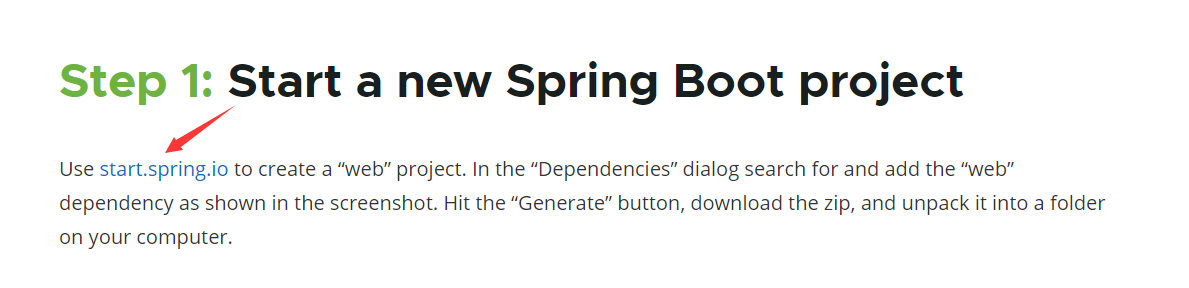 Step 1: Start a new Spring Boot project
Use start.spring.io to create a “web” project. In the “Dependencies” dialog search for and add the “web”
dependency as shown in the screenshot. Hit the “Generate” button, download the zip, and unpack it into a folder
on your computer.